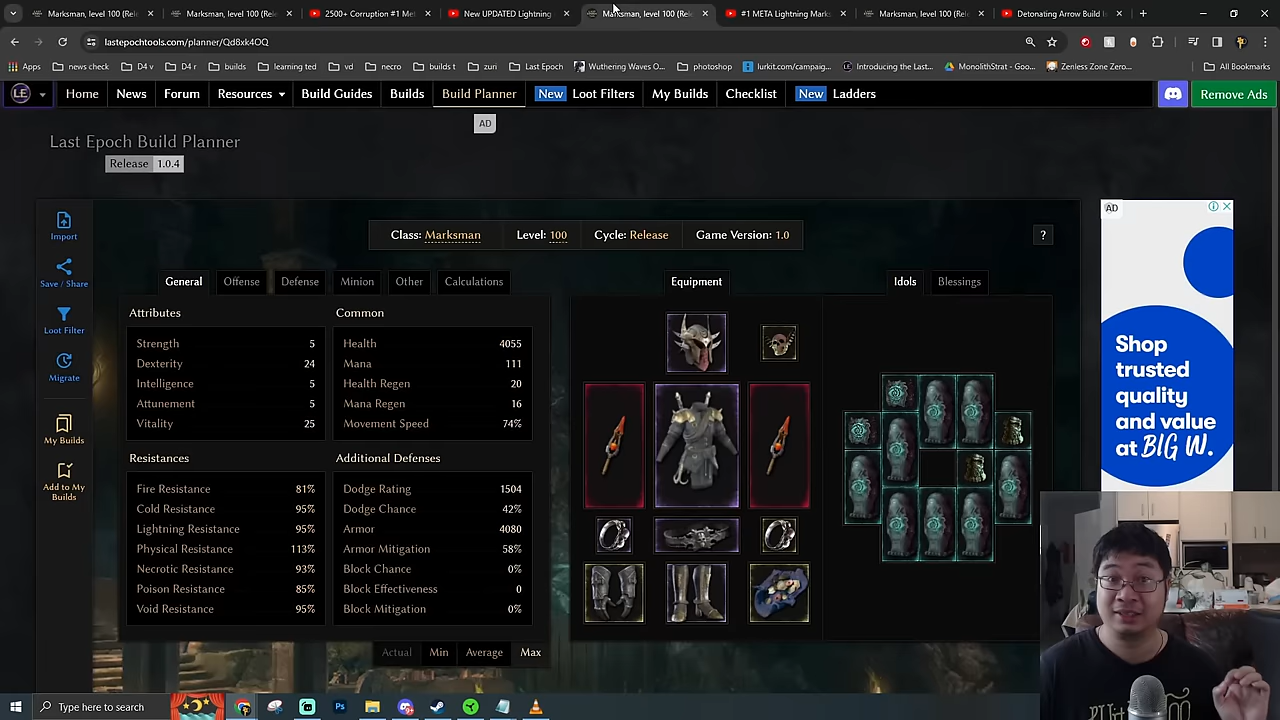 Marksman, level 100 (Rel
Marksman, level 100 (Rel
2500+ Corruption #1 Me
New UPDATED Lightning
Marksman, level 100 (Rel
#1 META Lightning Mark
Marksman, level 100 (Rel
Detonating Arrow Build i
lastepochtools.com/planner/Qd8xk4OQ
Apps
news check
D4 v
D4 r
builds
learning ted
vd
necro
builds t
zuri
Last Epoch
Wuthering Waves O...
photoshop
lurkit.com/campaig...
Introducing the Last...
MonolithStrat - Goo...
Zenless Zone Zero...
All Bookmarks
LE
Home
News
Forum
Resources
Build Guides
Builds
Build Planner
New
Loot Filters
My Builds
Checklist
New
Ladders
Remove Ads
AD
Last Epoch Build Planner
Release 1.0.4
Import
Save / Share
Loot Filter
Migrate
My Builds
Add to My
Builds
Class: Marksman
Level: 100
Cycle: Release
Game Version: 1.0
?
General
Offense
Defense
Minion
Other
Calculations
Attributes
Strength 5
Dexterity 24
Intelligence 5
Attunement 5
Vitality 25
Common
Health 4055
Mana 111
Health Regen 20
Mana Regen 16
Movement Speed 74%
Resistances
Fire Resistance 81%
Cold Resistance 95%
Lightning Resistance 95%
Physical Resistance 113%
Necrotic Resistance 93%
Poison Resistance 85%
Void Resistance 95%
Additional Defenses
Dodge Rating 1504
Dodge Chance 42%
Armor 4080
Armor Mitigation 58%
Block Chance 0%
Block Effectiveness 0
Block Mitigation 0%
Actual
Min
Average
Max
Equipment
Idols
Blessings
AD
Shop
trusted
quality
and value
at BIG W.
Type here to search